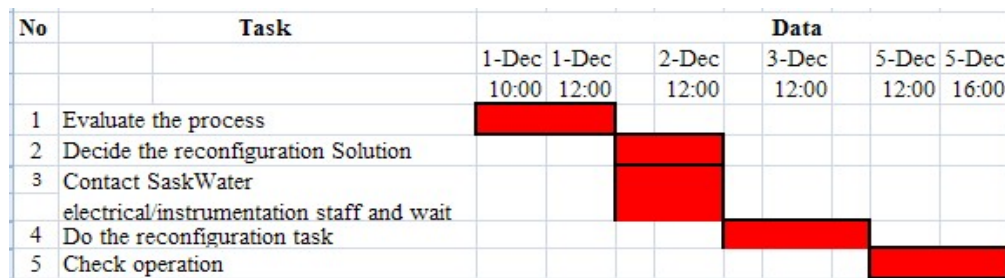 No Task Data
1-Dec 1-Dec 2-Dec 3-Dec 5-Dec 5-Dec
10:00 12:00 12:00 12:00 12:00 16:00
1 Evaluate the process
2 Decide the reconfiguration Solution
3 Contact SaskWater
electrical/instrumentation staff and wait
4 Do the reconfiguration task
5 Check operation